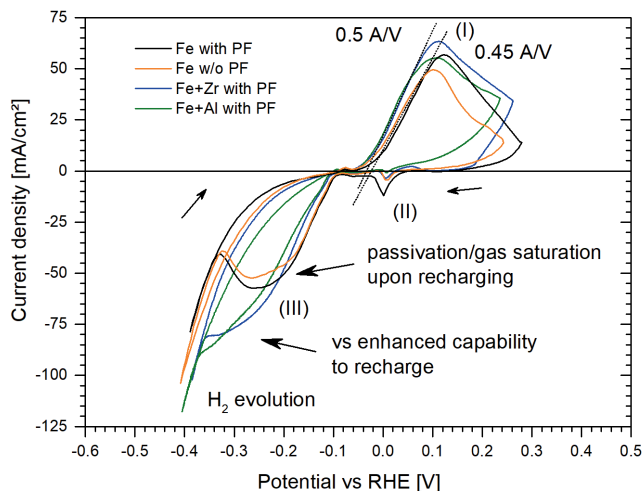 75
50
25
0
-25
-50
-75
-100
-125
Current density [mA/cm²]
Fe with PF
Fe w/o PF
Fe+Zr with PF
Fe+Al with PF
0.5 A/V
(I)
0.45 A/V
(II)
passivation/gas saturation
upon recharging
(III)
vs enhanced capability
to recharge
H₂ evolution
-0.6 -0.5 -0.4 -0.3 -0.2 -0.1 0.0 0.1 0.2 0.3 0.4 0.5
Potential vs RHE [V]